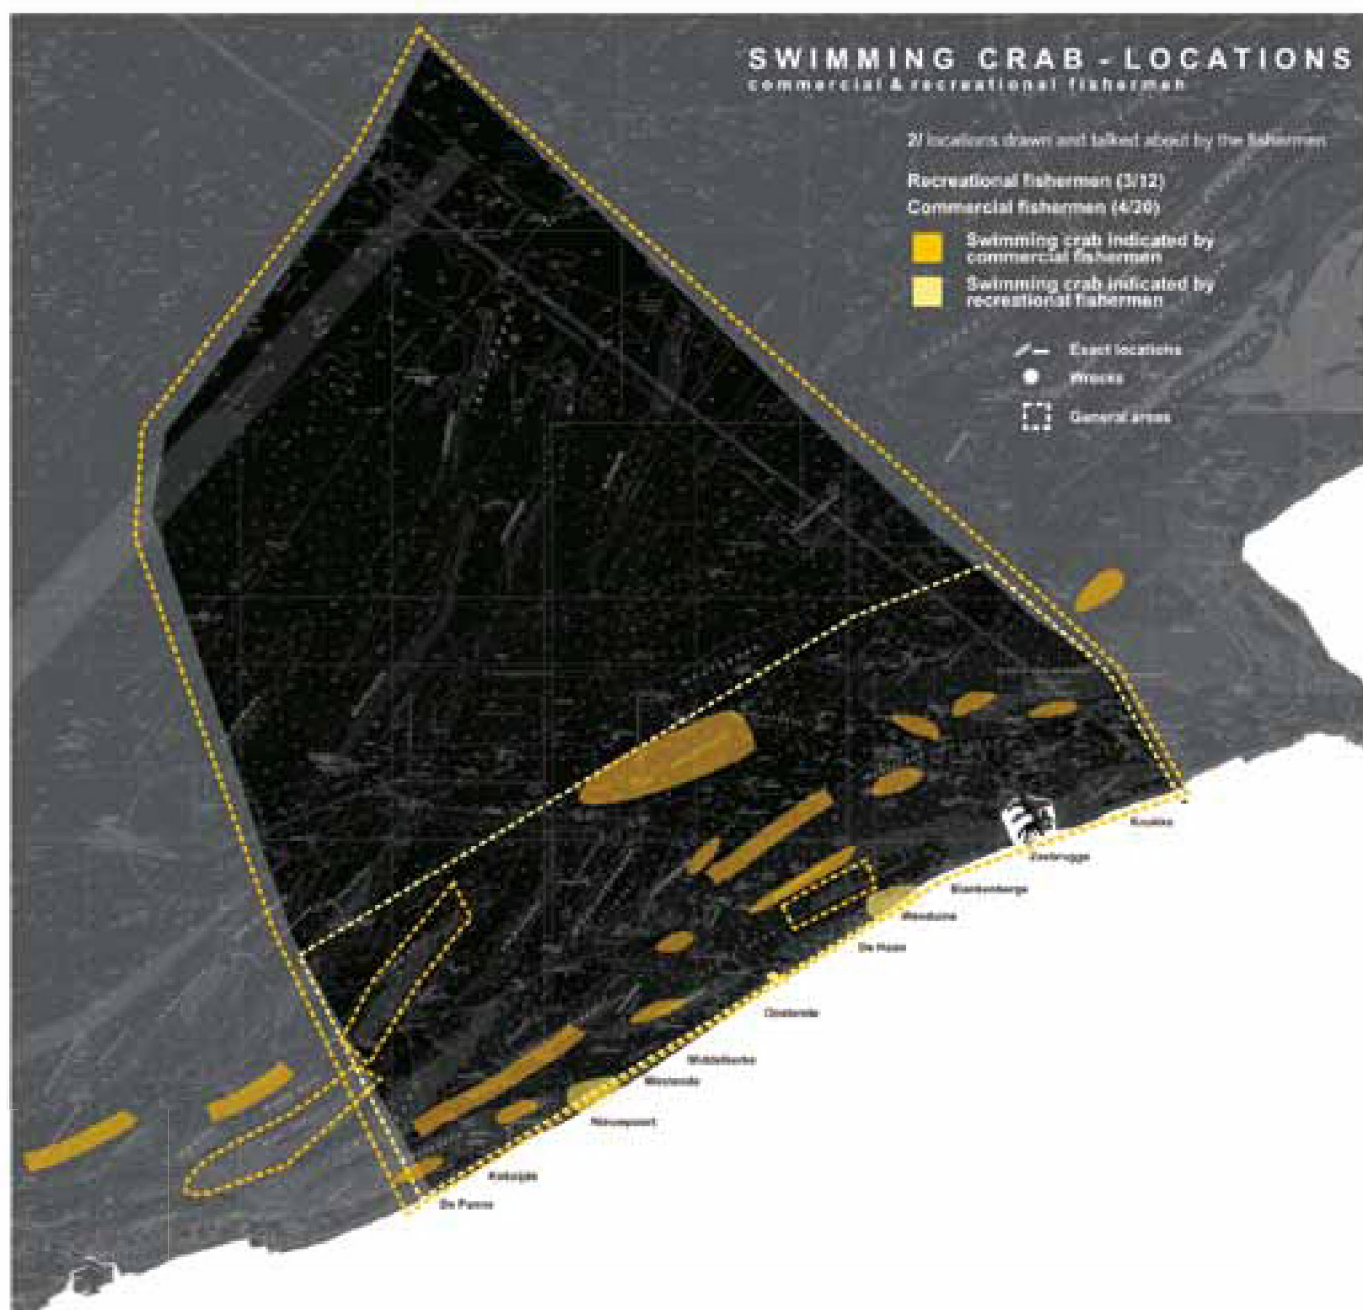 SWIMMING CRAB - LOCATIONS
commercial & recreational fishermen
2/ locations drawn and talked about by the fishermen
Recreational fishermen (3/12)
Commercial fishermen (4/20)
Swimming crab indicated by
commercial fishermen
Swimming crab indicated by
recreational fishermen
Exact locations
Wrecks
General areas
Knokke
Zeebrugge
Blankenberge
Wenduine
De Haan
Oostende
Middelkerke
Westende
Nieuwpoort
Koksijde
De Panne